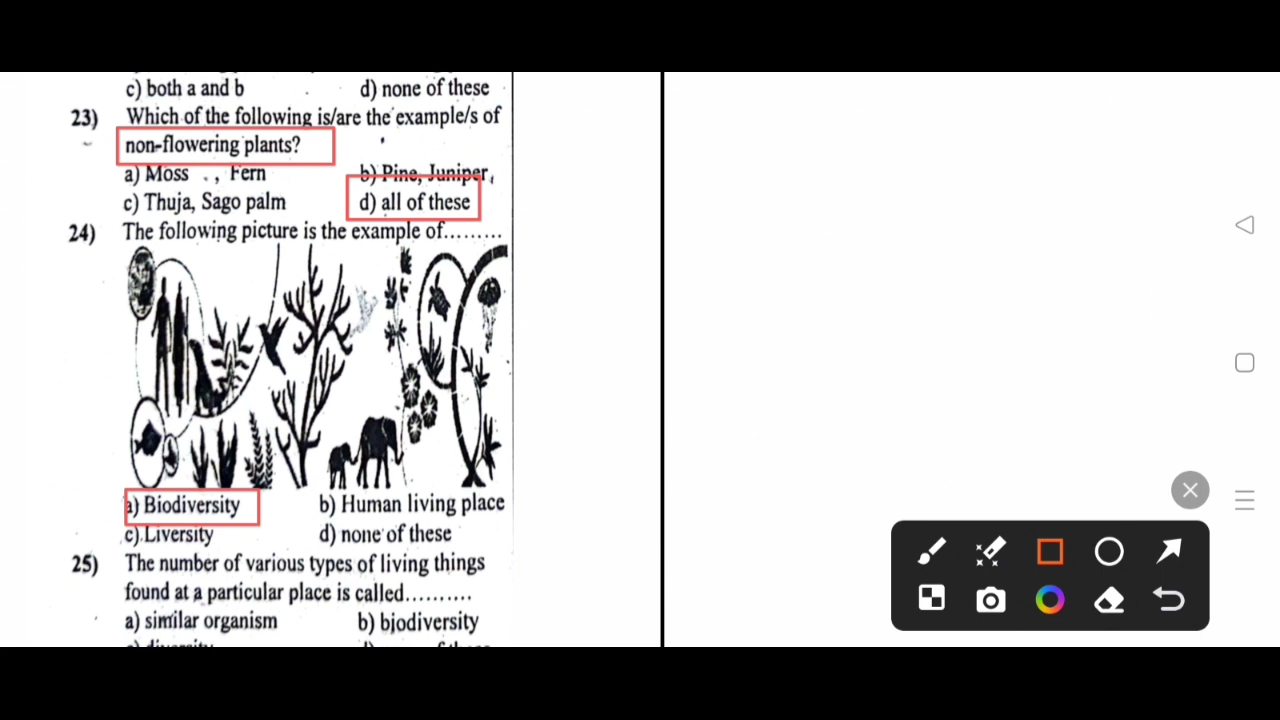 c) both a and b d) none of these
23) Which of the following is/are the example/s of
non-flowering plants?
a) Moss , Fern b) Pine, Juniper,
c) Thuja, Sago palm d) all of these
24) The following picture is the example of.........
a) Biodiversity b) Human living place
c) Liversity d) none of these
25) The number of various types of living things
found at a particular place is called..........
a) similar organism b) biodiversity